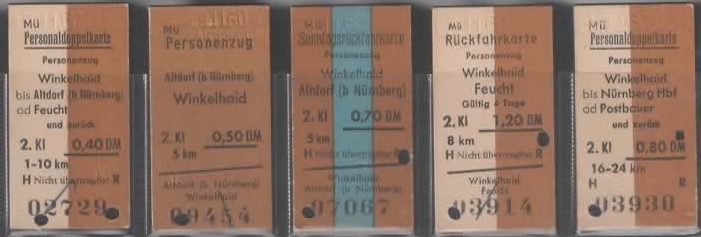 Mü
Personaldoppelkarte
Personenzug
Winkelhaid
bis Altdorf (b Nürnberg)
od Feucht
und zurück
2. Kl 0,40 DM
1-10 km
H Nicht übertragbar R
02729
Mü
Personenzug
Altdorf (b Nürnberg)
Winkelhaid
2. Kl 0,50 DM
5 km
Altdorf (b Nürnberg)
Winkelhaid
09454
Mü
Sonntagsrückfahrkarte
Personenzug
Winkelhaid
Altdorf (b Nürnberg)
2. Kl 0,70 DM
5 km
H Nicht übertragbar R
Winkelhaid
Altdorf (b Nürnberg)
07067
Mü
Rückfahrkarte
Personenzug
Winkelhaid
Feucht
Gültig 4 Tage
2. Kl 1,20 DM
8 km
H Nicht übertragbar R
Winkelhaid
Feucht
03914
Mü
Personaldoppelkarte
Personenzug
Winkelhaid
bis Nürnberg Hbf
od Postbauer
und zurück
2. Kl 0,80 DM
16-24 km
H R
03930